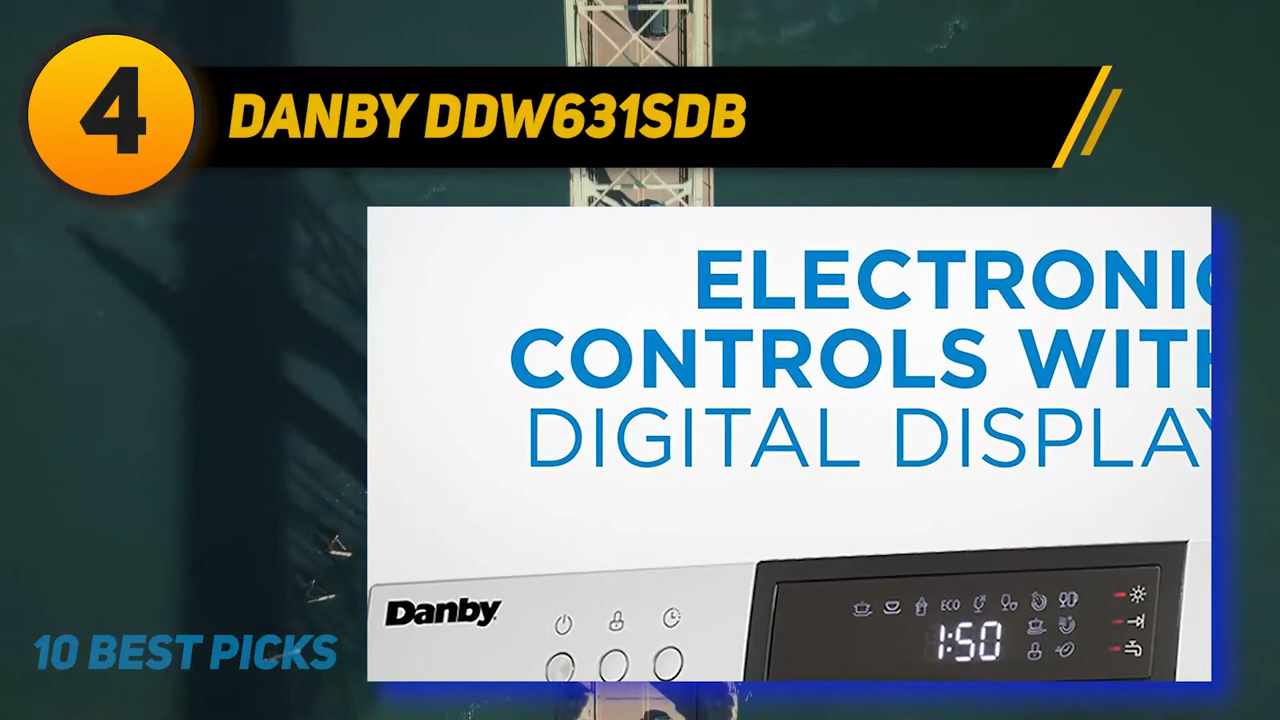 4
DANBY DDW631SDB
ELECTRONIC
CONTROLS WITH
DIGITAL DISPLAY
Danby
ECO
1:50
10 BEST PICKS